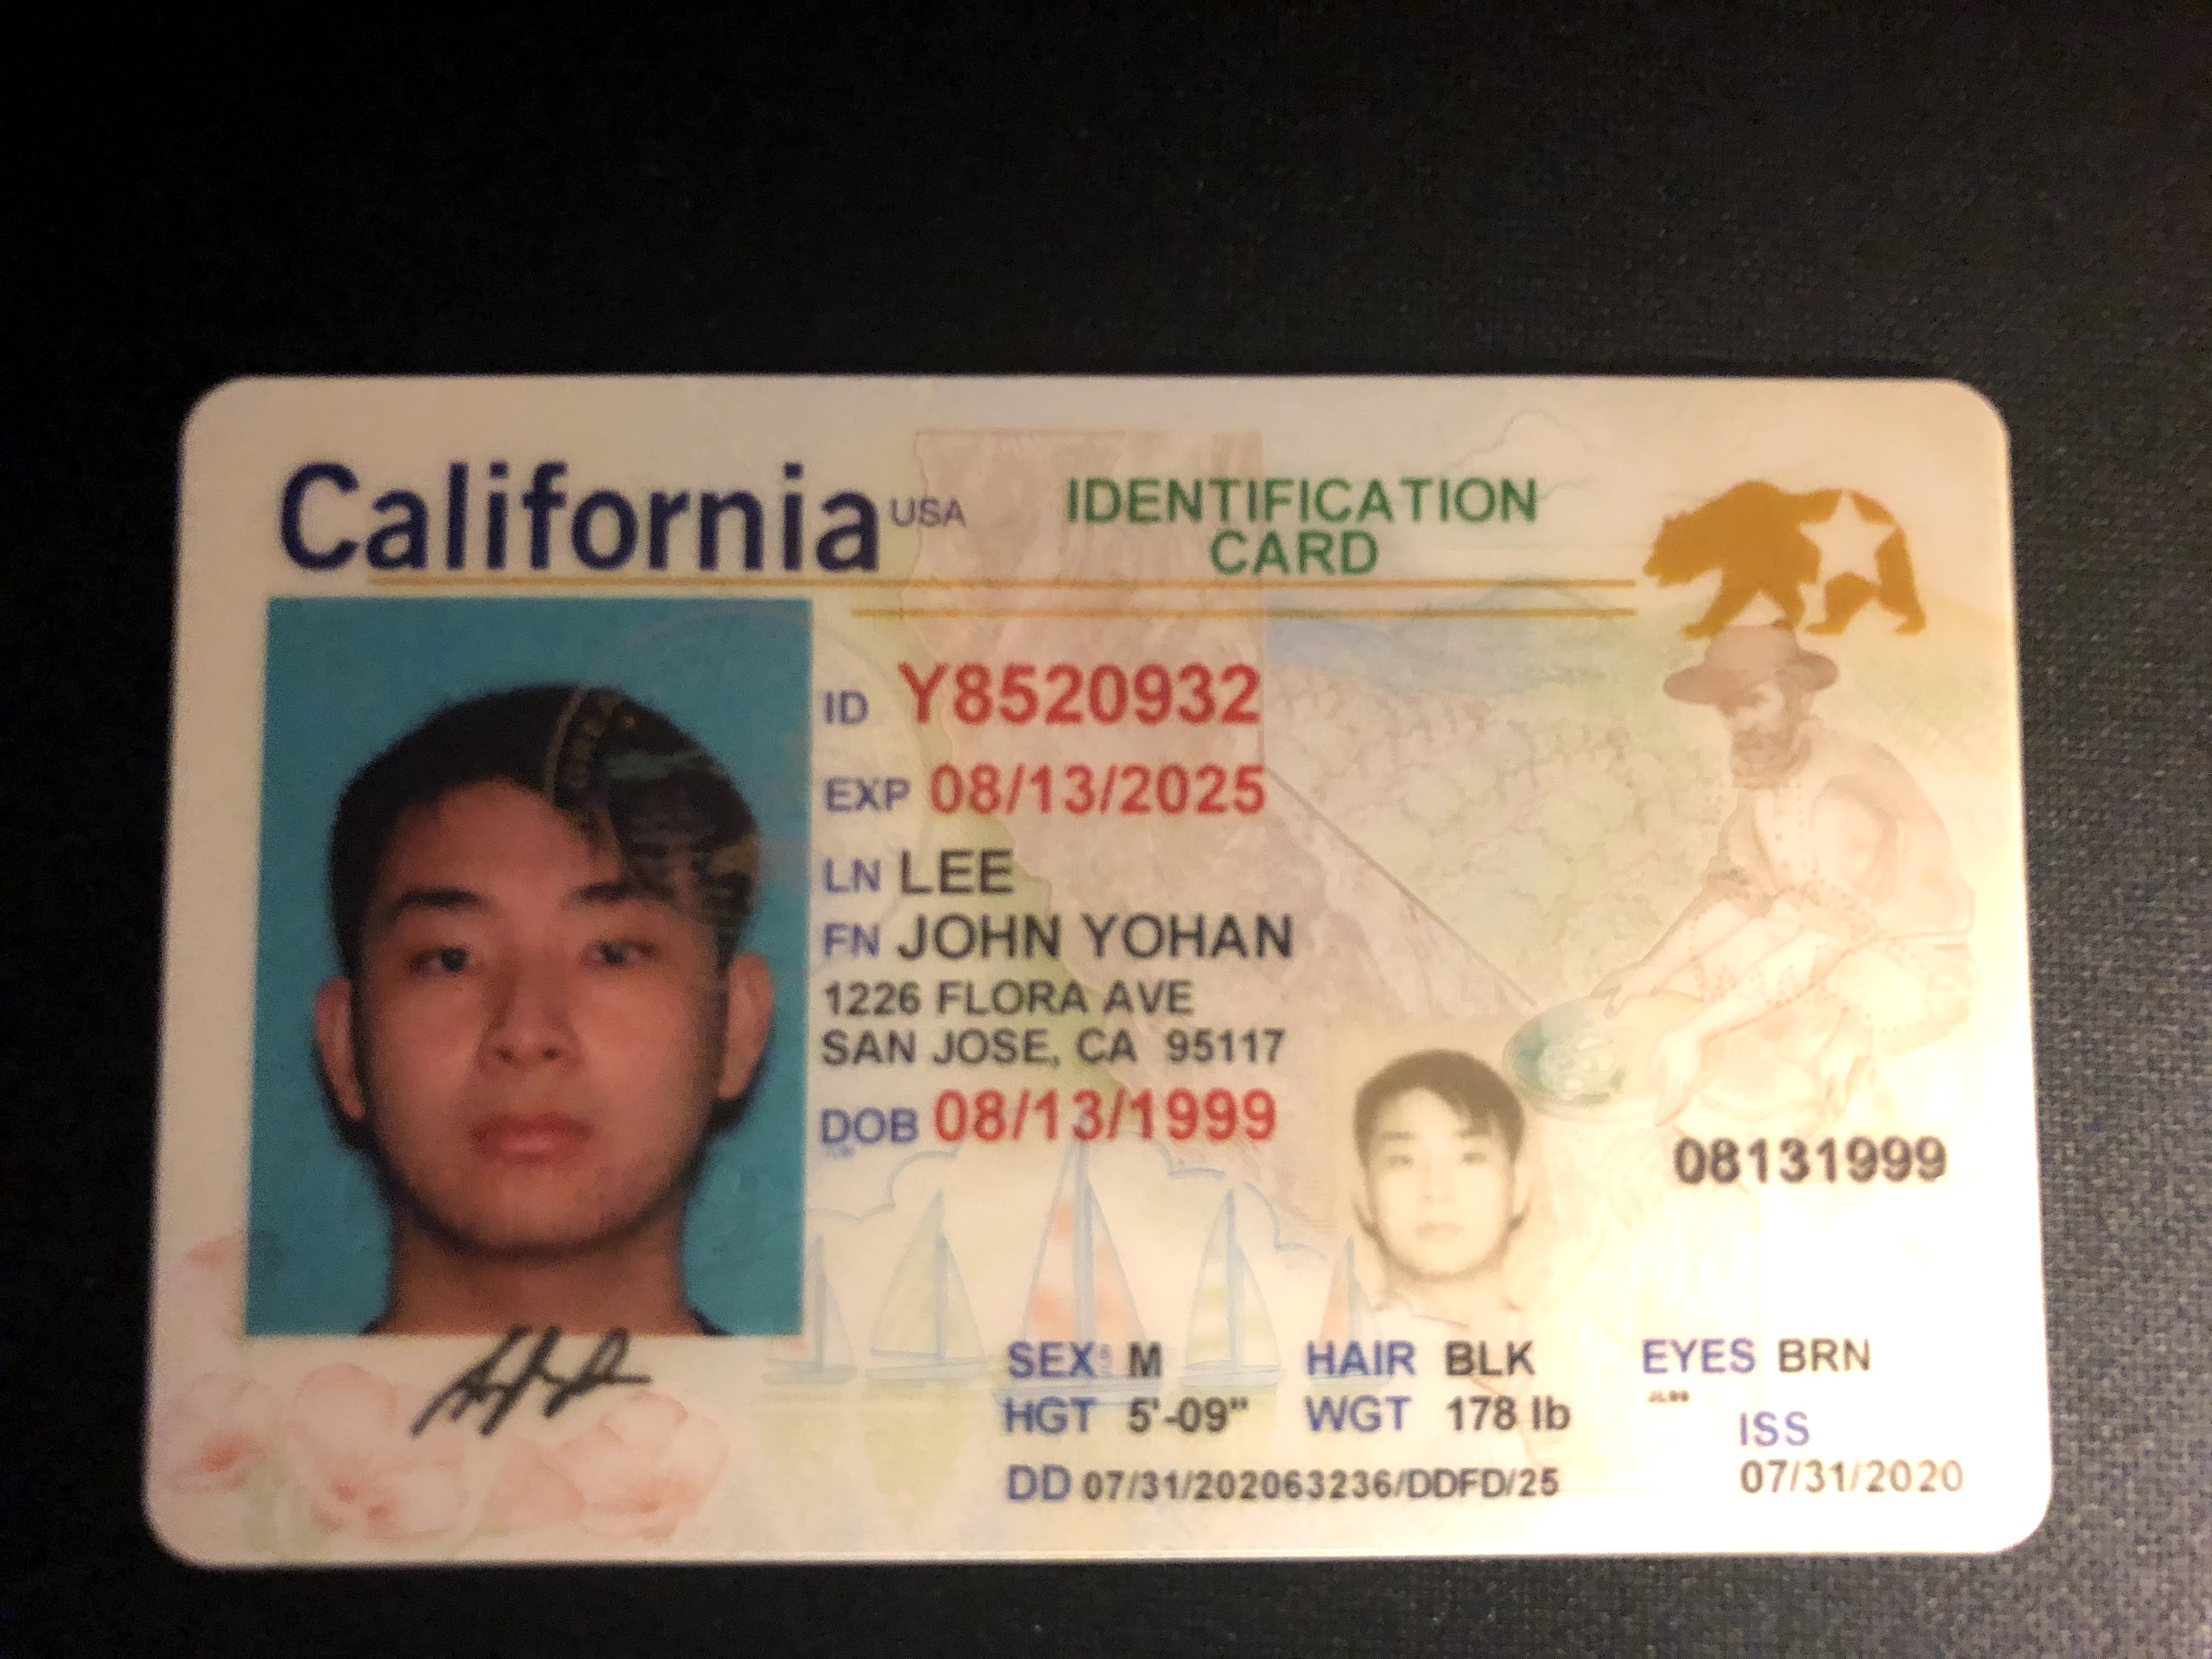 California USA
IDENTIFICATION
CARD
ID Y8520932
EXP 08/13/2025
LN LEE
FN JOHN YOHAN
1226 FLORA AVE
SAN JOSE, CA 95117
DOB 08/13/1999
08131999
SEX M HAIR BLK EYES BRN
HGT 5'-09" WGT 178 lb
ISS
DD 07/31/202063236/DDFD/25
07/31/2020